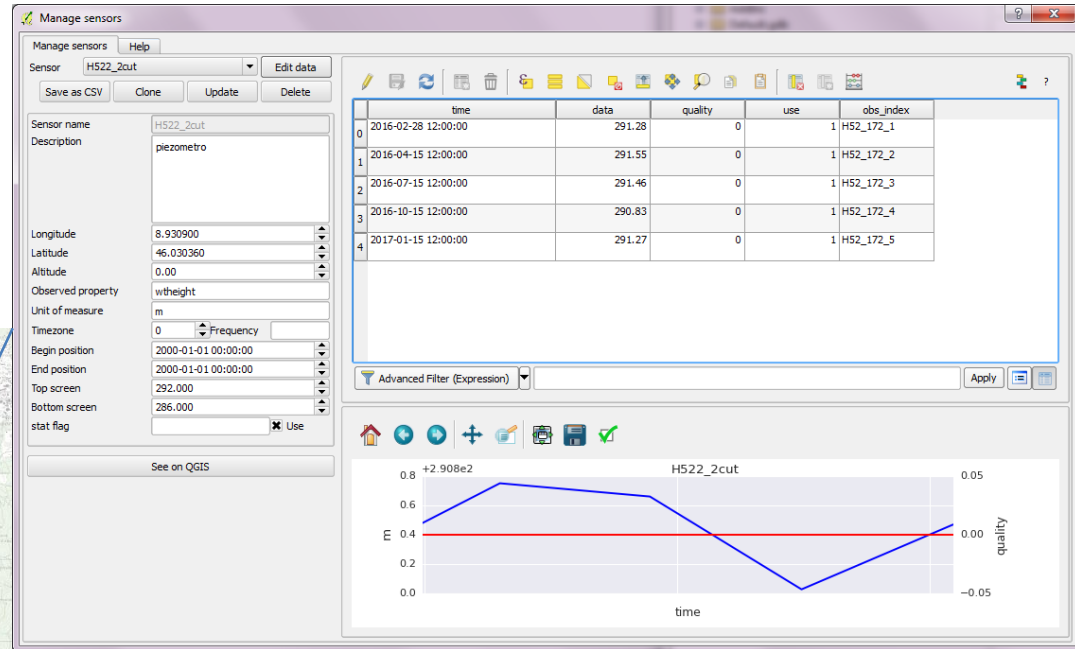 Manage sensors
Manage sensors Help
Sensor H522_2cut Edit data
Save as CSV Clone Update Delete
Sensor name H522_2cut
Description piezometro
Longitude 8.930900
Latitude 46.030360
Altitude 0.00
Observed property wtheight
Unit of measure m
Timezone 0 Frequency
Begin position 2000-01-01 00:00:00
End position 2000-01-01 00:00:00
Top screen 292.000
Bottom screen 286.000
stat flag Use
See on QGIS
time data quality use obs_index
0 2016-02-28 12:00:00 291.28 0 1 H52_172_1
1 2016-04-15 12:00:00 291.55 0 1 H52_172_2
2 2016-07-15 12:00:00 291.46 0 1 H52_172_3
3 2016-10-15 12:00:00 290.83 0 1 H52_172_4
4 2017-01-15 12:00:00 291.27 0 1 H52_172_5
Advanced Filter (Expression) Apply
+2.908e2 H522_2cut
0.8 0.05
0.6
m 0.4 0.00 quality
0.2
0.0 −0.05
time